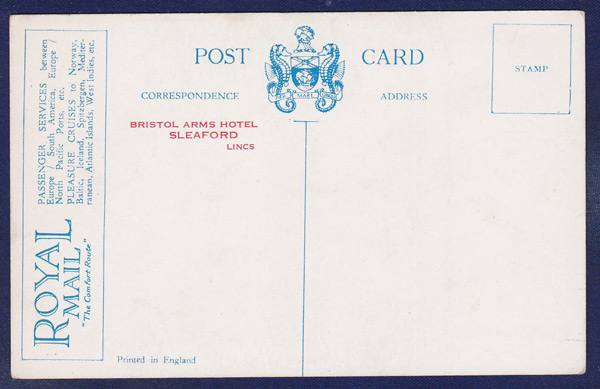 POST CARD
CORRESPONDENCE
ADDRESS
STAMP
BRISTOL ARMS HOTEL
SLEAFORD
LINCS
ROYAL
MAIL
"The Comfort Route"
PASSENGER SERVICES between
Europe / South America, Europe /
North Pacific Ports, etc.
PLEASURE CRUISES to Norway,
Baltic, Iceland, Spitzbergen, Mediter-
ranean, Atlantic Islands, West Indies, etc.
Printed in England